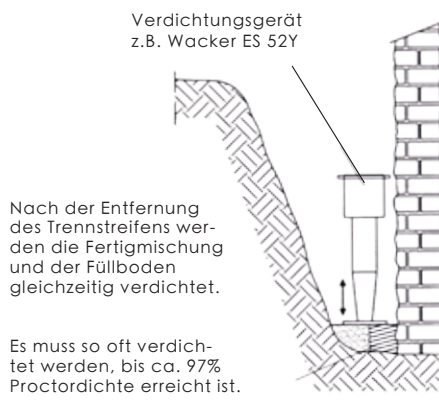 Verdichtungsgerät
z.B. Wacker ES 52Y
Nach der Entfernung
des Trennstreifens wer-
den die Fertigmischung
und der Füllboden
gleichzeitig verdichtet.
Es muss so oft verdich-
tet werden, bis ca. 97%
Proctordichte erreicht ist.